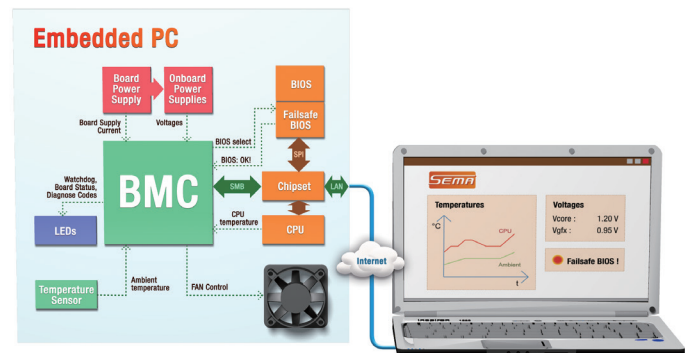 Embedded PC
Board
Power
Supply
Onboard
Power
Supplies
BIOS
Failsafe
BIOS
Board Supply
Current
Voltages
BIOS select
BIOS: OK!
SPI
Watchdog,
Board Status,
Diagnose Codes
BMC
SMB
Chipset
LAN
LEDs
CPU
temperature
CPU
Temperature
Sensor
Ambient
temperature
FAN Control
Internet
SEMA
Temperatures
°C
CPU
Ambient
t
Voltages
Vcore : 1.20 V
Vgfx : 0.95 V
Failsafe BIOS !